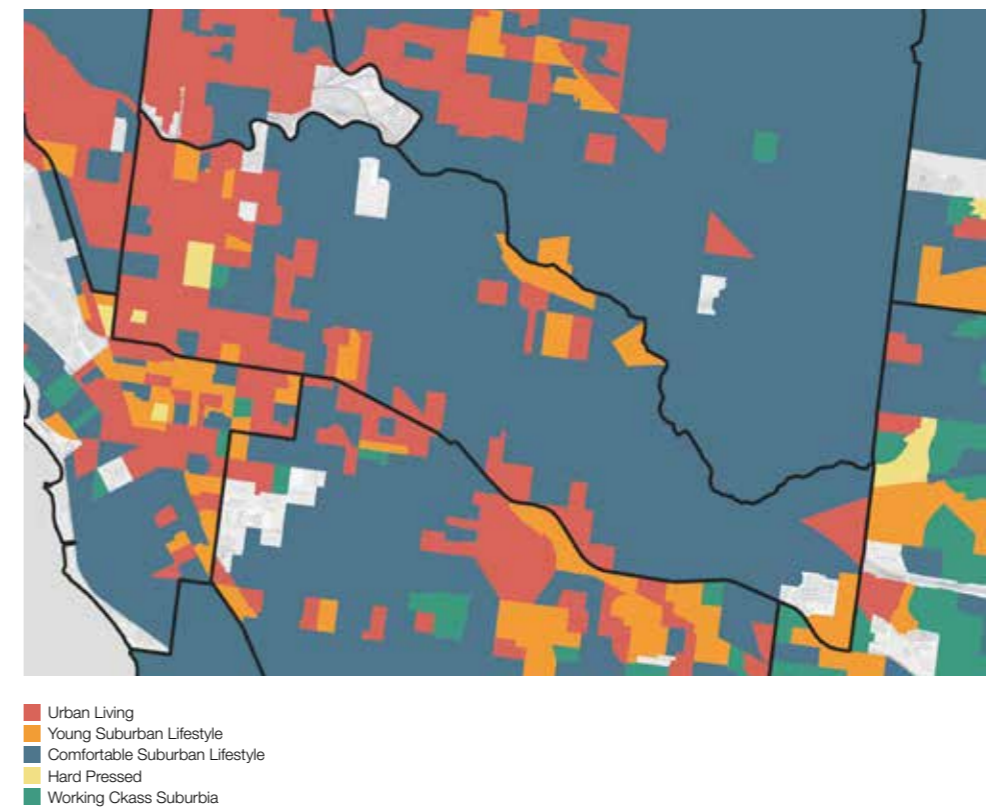 Urban Living
Young Suburban Lifestyle
Comfortable Suburban Lifestyle
Hard Pressed
Working Ckass Suburbia